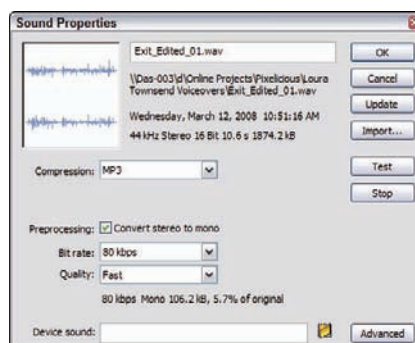 Sound Properties
Exit_Edited_01.wav
OK
\\Das-003\d\Online Projects\Pixelicious\Loura
Townsend Voiceovers\Exit_Edited_01.wav
Cancel
Update
Wednesday, March 12, 2008 10:51:16 AM
44 kHz Stereo 16 Bit 10.6 s 1874.2 kB
Import...
Compression: MP3
Test
Stop
Preprocessing: Convert stereo to mono
Bit rate: 80 kbps
Quality: Fast
80 kbps Mono 106.2 kB, 5.7% of original
Device sound:
Advanced